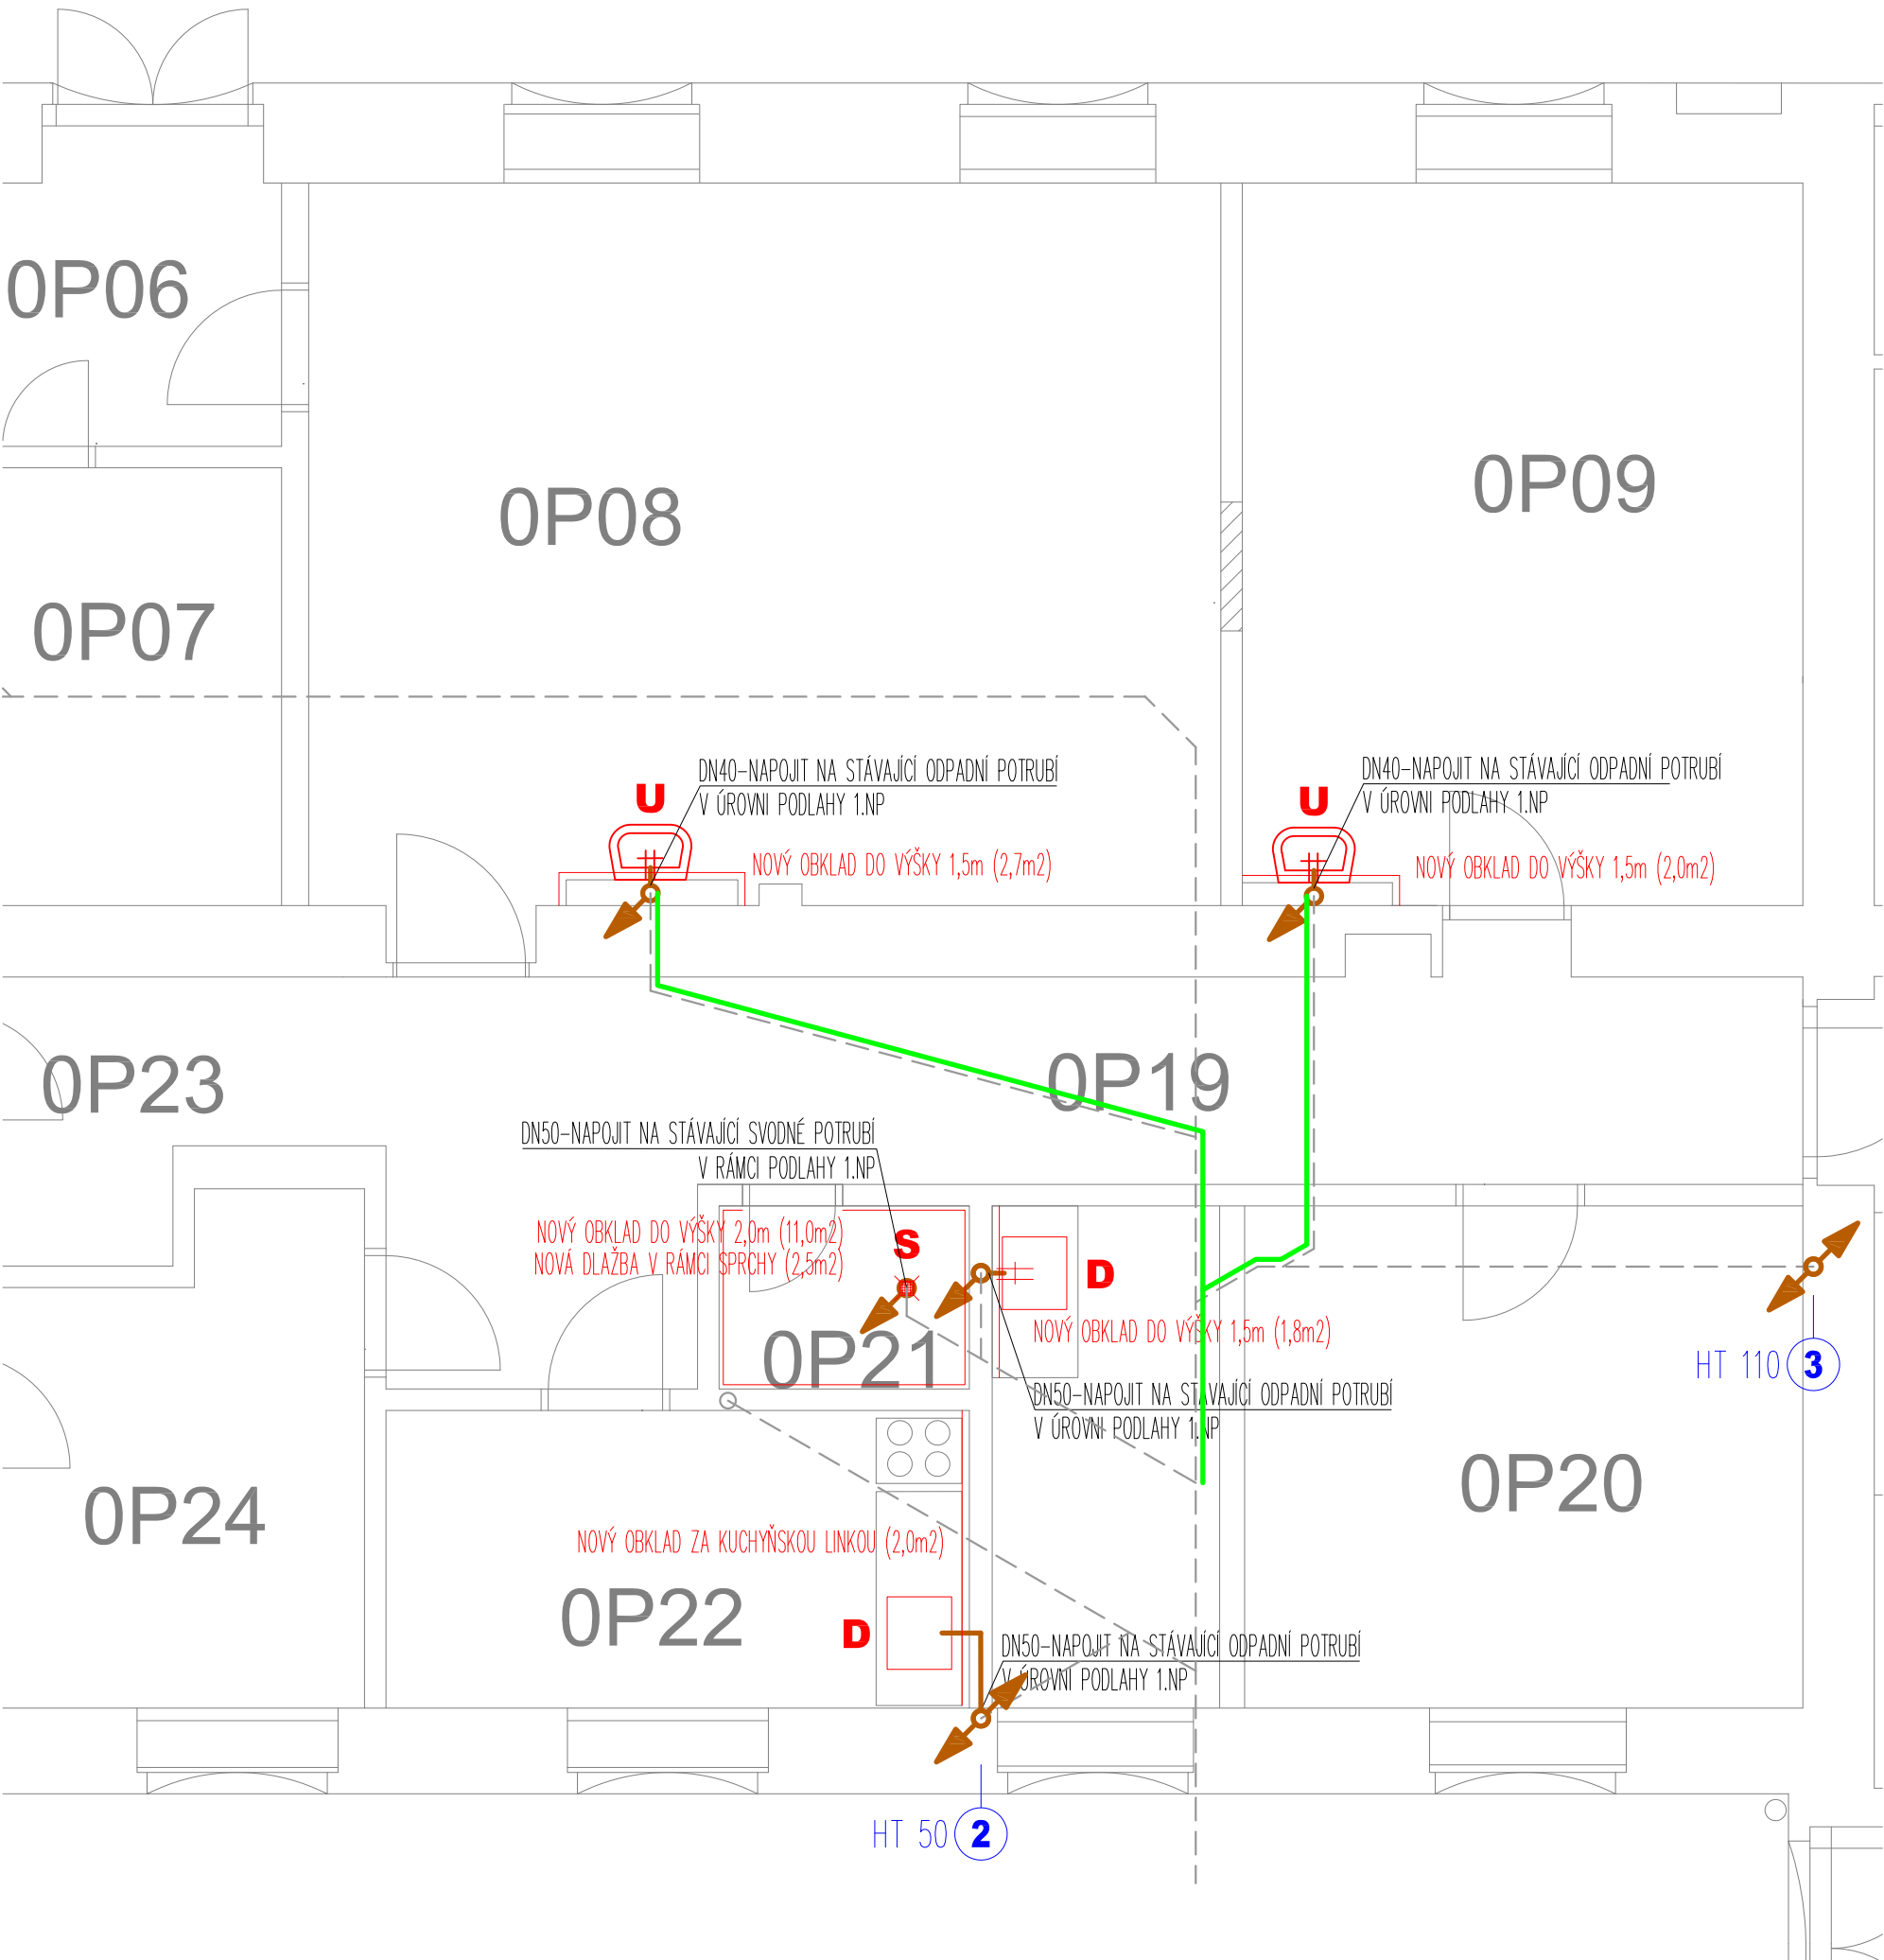 0P06
0P08
0P09
0P07
DN40-NAPOJIT NA STÁVAJÍCÍ ODPADNÍ POTRUBÍ
V ÚROVNI PODLAHY 1.NP
U
NOVÝ OBKLAD DO VÝŠKY 1,5m (2,7m2)
DN40-NAPOJIT NA STÁVAJÍCÍ ODPADNÍ POTRUBÍ
V ÚROVNI PODLAHY 1.NP
U
NOVÝ OBKLAD DO VÝŠKY 1,5m (2,0m2)
0P23
0P19
DN50-NAPOJIT NA STÁVAJÍCÍ SVODNÉ POTRUBÍ
V RÁMCI PODLAHY 1.NP
NOVÝ OBKLAD DO VÝŠKY 2,0m (11,0m2)
NOVÁ DLAŽBA V RÁMCI SPRCHY (2,5m2)
S
D
0P21
NOVÝ OBKLAD DO VÝŠKY 1,5m (1,8m2)
HT 110 3
DN50-NAPOJIT NA STÁVAJÍCÍ ODPADNÍ POTRUBÍ
V ÚROVNI PODLAHY 1.NP
0P24
0P20
NOVÝ OBKLAD ZA KUCHYŇSKOU LINKOU (2,0m2)
0P22
D
DN50-NAPOJIT NA STÁVAJÍCÍ ODPADNÍ POTRUBÍ
V ÚROVNI PODLAHY 1.NP
HT 50 2